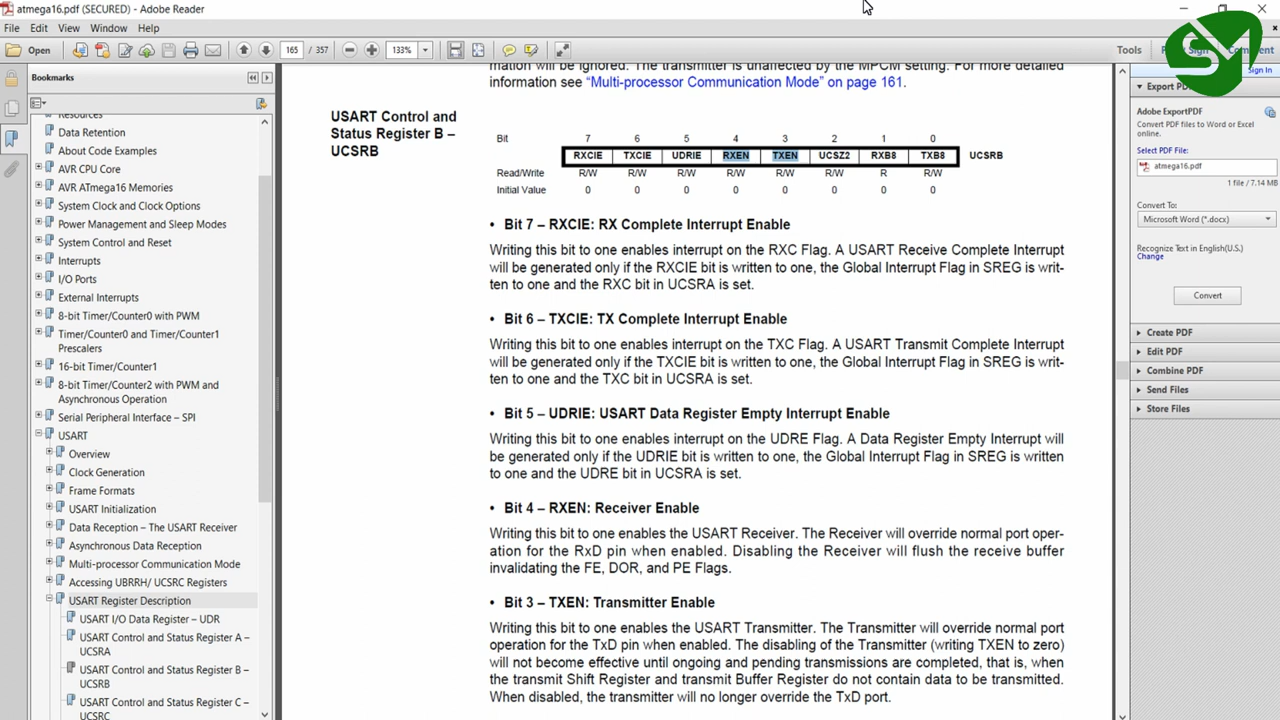 atmega16.pdf (SECURED) - Adobe Reader
File Edit View Window Help
Open 165 / 357 133% Tools Sign Comment
Sign In
Bookmarks
Resources
Data Retention
About Code Examples
AVR CPU Core
AVR ATmega16 Memories
System Clock and Clock Options
Power Management and Sleep Modes
System Control and Reset
Interrupts
I/O Ports
External Interrupts
8-bit Timer/Counter0 with PWM
Timer/Counter0 and Timer/Counter1
Prescalers
16-bit Timer/Counter1
8-bit Timer/Counter2 with PWM and
Asynchronous Operation
Serial Peripheral Interface – SPI
USART
Overview
Clock Generation
Frame Formats
USART Initialization
Data Reception – The USART Receiver
Asynchronous Data Reception
Multi-processor Communication Mode
Accessing UBRRH/ UCSRC Registers
USART Register Description
USART I/O Data Register – UDR
USART Control and Status Register A –
UCSRA
USART Control and Status Register B –
UCSRB
USART Control and Status Register C –
UCSRC
tation will be ignored. The transmitter is unaffected by the MPCM setting. For more detailed
information see “Multi-processor Communication Mode” on page 161.
USART Control and
Status Register B –
UCSRB
Bit 7 6 5 4 3 2 1 0
RXCIE TXCIE UDRIE RXEN TXEN UCSZ2 RXB8 TXB8 UCSRB
Read/Write R/W R/W R/W R/W R/W R/W R R/W
Initial Value 0 0 0 0 0 0 0 0
• Bit 7 – RXCIE: RX Complete Interrupt Enable
Writing this bit to one enables interrupt on the RXC Flag. A USART Receive Complete Interrupt
will be generated only if the RXCIE bit is written to one, the Global Interrupt Flag in SREG is writ-
ten to one and the RXC bit in UCSRA is set.
• Bit 6 – TXCIE: TX Complete Interrupt Enable
Writing this bit to one enables interrupt on the TXC Flag. A USART Transmit Complete Interrupt
will be generated only if the TXCIE bit is written to one, the Global Interrupt Flag in SREG is writ-
ten to one and the TXC bit in UCSRA is set.
• Bit 5 – UDRIE: USART Data Register Empty Interrupt Enable
Writing this bit to one enables interrupt on the UDRE Flag. A Data Register Empty Interrupt will
be generated only if the UDRIE bit is written to one, the Global Interrupt Flag in SREG is written
to one and the UDRE bit in UCSRA is set.
• Bit 4 – RXEN: Receiver Enable
Writing this bit to one enables the USART Receiver. The Receiver will override normal port oper-
ation for the RxD pin when enabled. Disabling the Receiver will flush the receive buffer
invalidating the FE, DOR, and PE Flags.
• Bit 3 – TXEN: Transmitter Enable
Writing this bit to one enables the USART Transmitter. The Transmitter will override normal port
operation for the TxD pin when enabled. The disabling of the Transmitter (writing TXEN to zero)
will not become effective until ongoing and pending transmissions are completed, that is, when
the transmit Shift Register and transmit Buffer Register do not contain data to be transmitted.
When disabled, the transmitter will no longer override the TxD port.
Export PDF
Adobe ExportPDF
Convert PDF files to Word or Excel
online.
Select PDF File:
atmega16.pdf
1 file / 7.14 MB
Convert To:
Microsoft Word (*.docx)
Recognize Text in English(U.S.)
Change
Convert
Create PDF
Edit PDF
Combine PDF
Send Files
Store Files